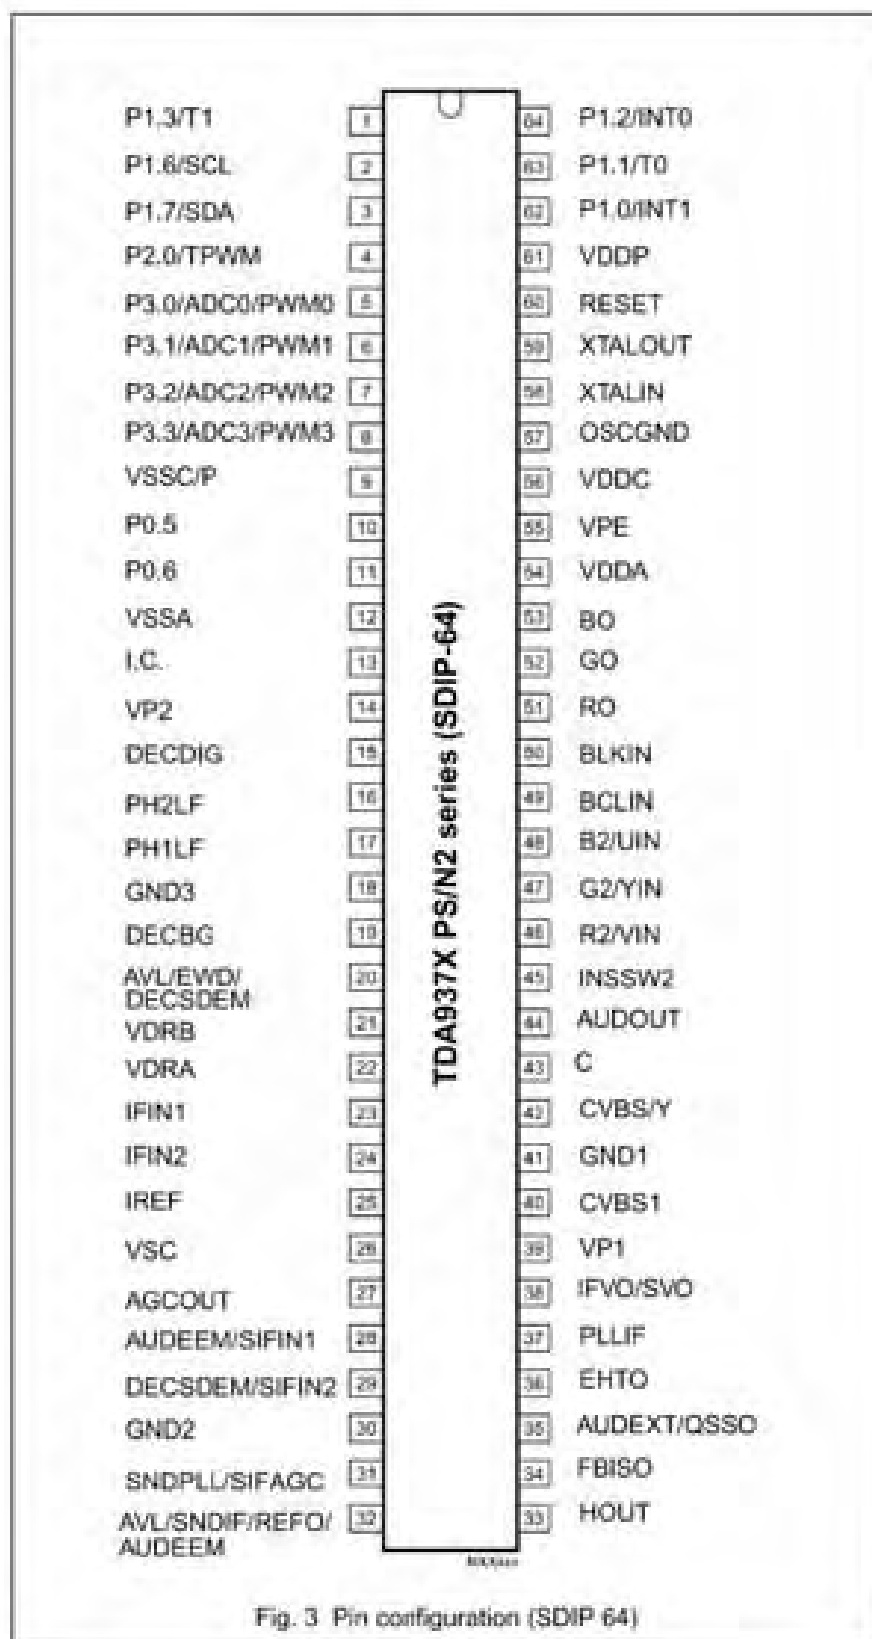 P1.3/T1 1 64 P1.2/INT0
P1.6/SCL 2 63 P1.1/T0
P1.7/SDA 3 62 P1.0/INT1
P2.0/TPWM 4 61 VDDP
P3.0/ADC0/PWM0 5 60 RESET
P3.1/ADC1/PWM1 6 59 XTALOUT
P3.2/ADC2/PWM2 7 58 XTALIN
P3.3/ADC3/PWM3 8 57 OSCGND
VSSC/P 9 56 VDDC
P0.5 10 55 VPE
P0.6 11 54 VDDA
VSSA 12 53 BO
I.C. 13 52 GO
VP2 14 51 RO
DECDIG 15 50 BLKIN
PH2LF 16 49 BCLIN
PH1LF 17 48 B2/UIN
GND3 18 47 G2/YIN
DECBG 19 46 R2/VIN
AVL/EWD/ 20 45 INSSW2
DECSDEM
VDRB 21 44 AUDOUT
VDRA 22 43 C
IFIN1 23 42 CVBS/Y
IFIN2 24 41 GND1
IREF 25 40 CVBS1
VSC 26 39 VP1
AGCOUT 27 38 IFVO/SVO
AUDEEM/SIFIN1 28 37 PLLIF
DECSDEM/SIFIN2 29 36 EHTO
GND2 30 35 AUDEXT/QSSO
SNDPLL/SIFAGC 31 34 FBISO
AVL/SNDIF/REFO/ 32 33 HOUT
AUDEEM
TDA937X PS/N2 series (SDIP-64)
Fig. 3 Pin configuration (SDIP 64)